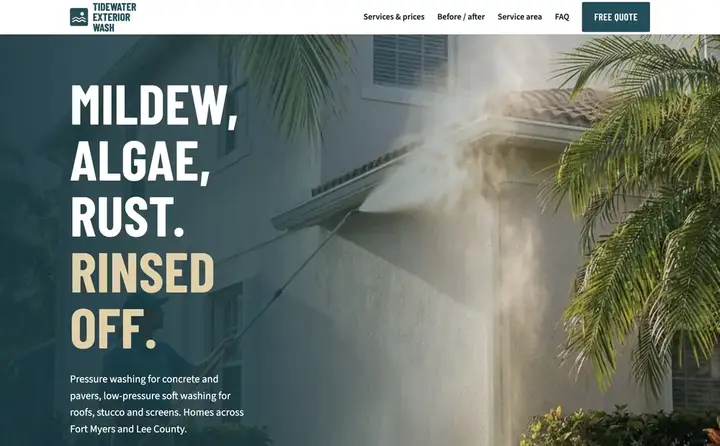 TIDEWATER
EXTERIOR
WASH
Services & prices
Before / after
Service area
FAQ
FREE QUOTE
MILDEW,
ALGAE,
RUST.
RINSED
OFF.
Pressure washing for concrete and
pavers, low-pressure soft washing for
roofs, stucco and screens. Homes across
Fort Myers and Lee County.